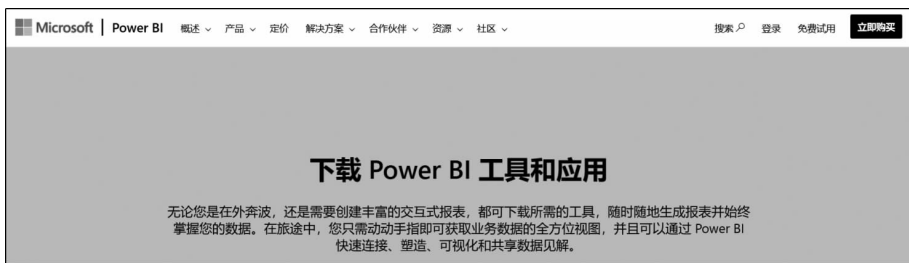 Microsoft | Power BI 概述 产品 定价 解决方案 合作伙伴 资源 社区 搜索 登录 免费试用 立即购买
下载 Power BI 工具和应用
无论您是在外奔波，还是需要创建丰富的交互式报表，都可下载所需的工具，随时随地生成报表并始终
掌握您的数据。在旅途中，您只需动动手指即可获取业务数据的全方位视图，并且可以通过 Power BI
快速连接、塑造、可视化和共享数据见解。